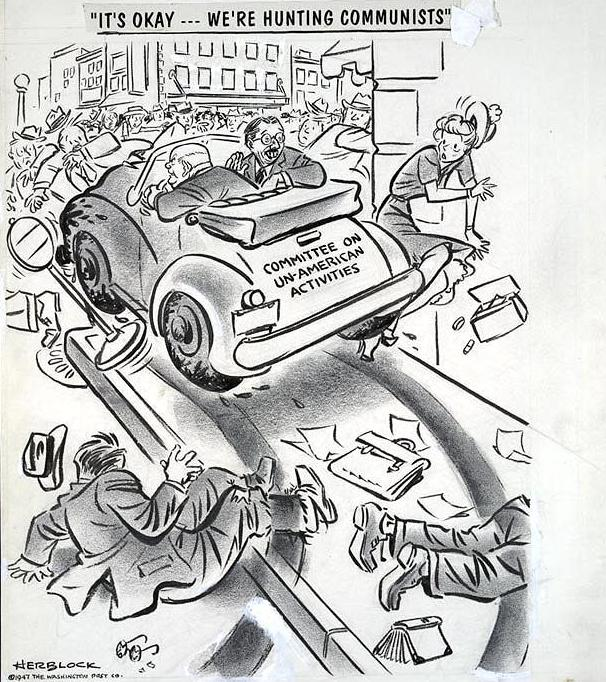 "IT'S OKAY --- WE'RE HUNTING COMMUNISTS"
COMMITTEE ON
UN-AMERICAN
ACTIVITIES
HERBLOCK
©1947 THE WASHINGTON POST CO.